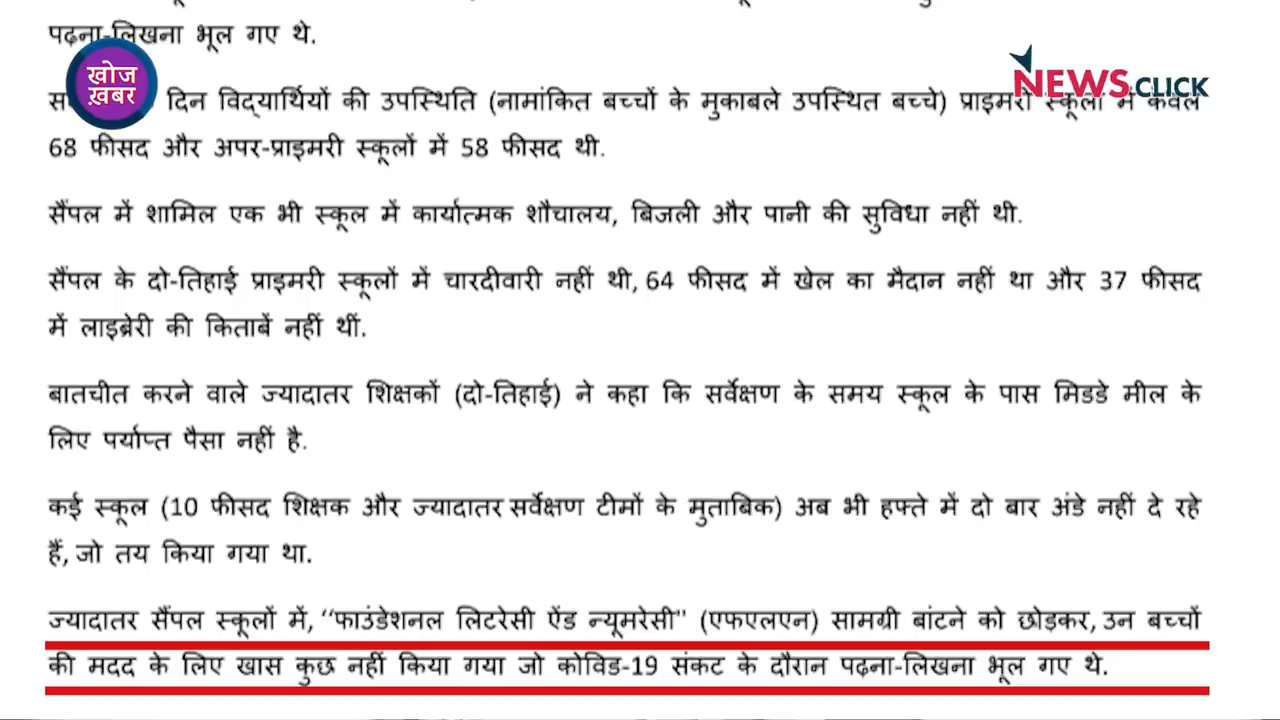 पढ़ना-लिखना भूल गए थे.
खोज
ख़बर
NEWSCLICK
दिन विद्यार्थियों की उपस्थिति (नामांकित बच्चों के मुकाबले उपस्थित बच्चे) प्राइमरी स्कूलों में केवल
68 फीसद और अपर-प्राइमरी स्कूलों में 58 फीसद थी.
सैंपल में शामिल एक भी स्कूल में कार्यात्मक शौचालय, बिजली और पानी की सुविधा नहीं थी.
सैंपल के दो-तिहाई प्राइमरी स्कूलों में चारदीवारी नहीं थी, 64 फीसद में खेल का मैदान नहीं था और 37 फीसद
में लाइब्रेरी की किताबें नहीं थीं.
बातचीत करने वाले ज्यादातर शिक्षकों (दो-तिहाई) ने कहा कि सर्वेक्षण के समय स्कूल के पास मिडडे मील के
लिए पर्याप्त पैसा नहीं है.
कई स्कूल (10 फीसद शिक्षक और ज्यादातर सर्वेक्षण टीमों के मुताबिक) अब भी हफ्ते में दो बार अंडे नहीं दे रहे
हैं, जो तय किया गया था.
ज्यादातर सैंपल स्कूलों में, ‘‘फाउंडेशनल लिटरेसी ऐंड न्यूमरेसी" (एफएलएन) सामग्री बांटने को छोड़कर, उन बच्चों
की मदद के लिए खास कुछ नहीं किया गया जो कोविड-19 संकट के दौरान पढ़ना-लिखना भूल गए थे.